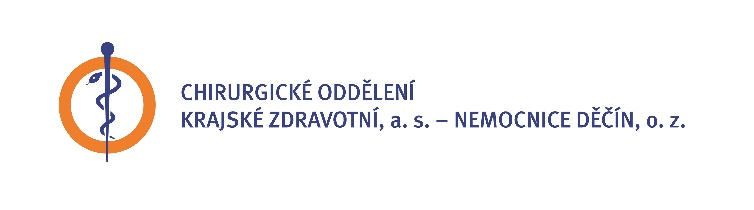 CHIRURGICKÉ ODDĚLENÍ
KRAJSKÉ ZDRAVOTNÍ, a. s. – NEMOCNICE DĚČÍN, o. z.